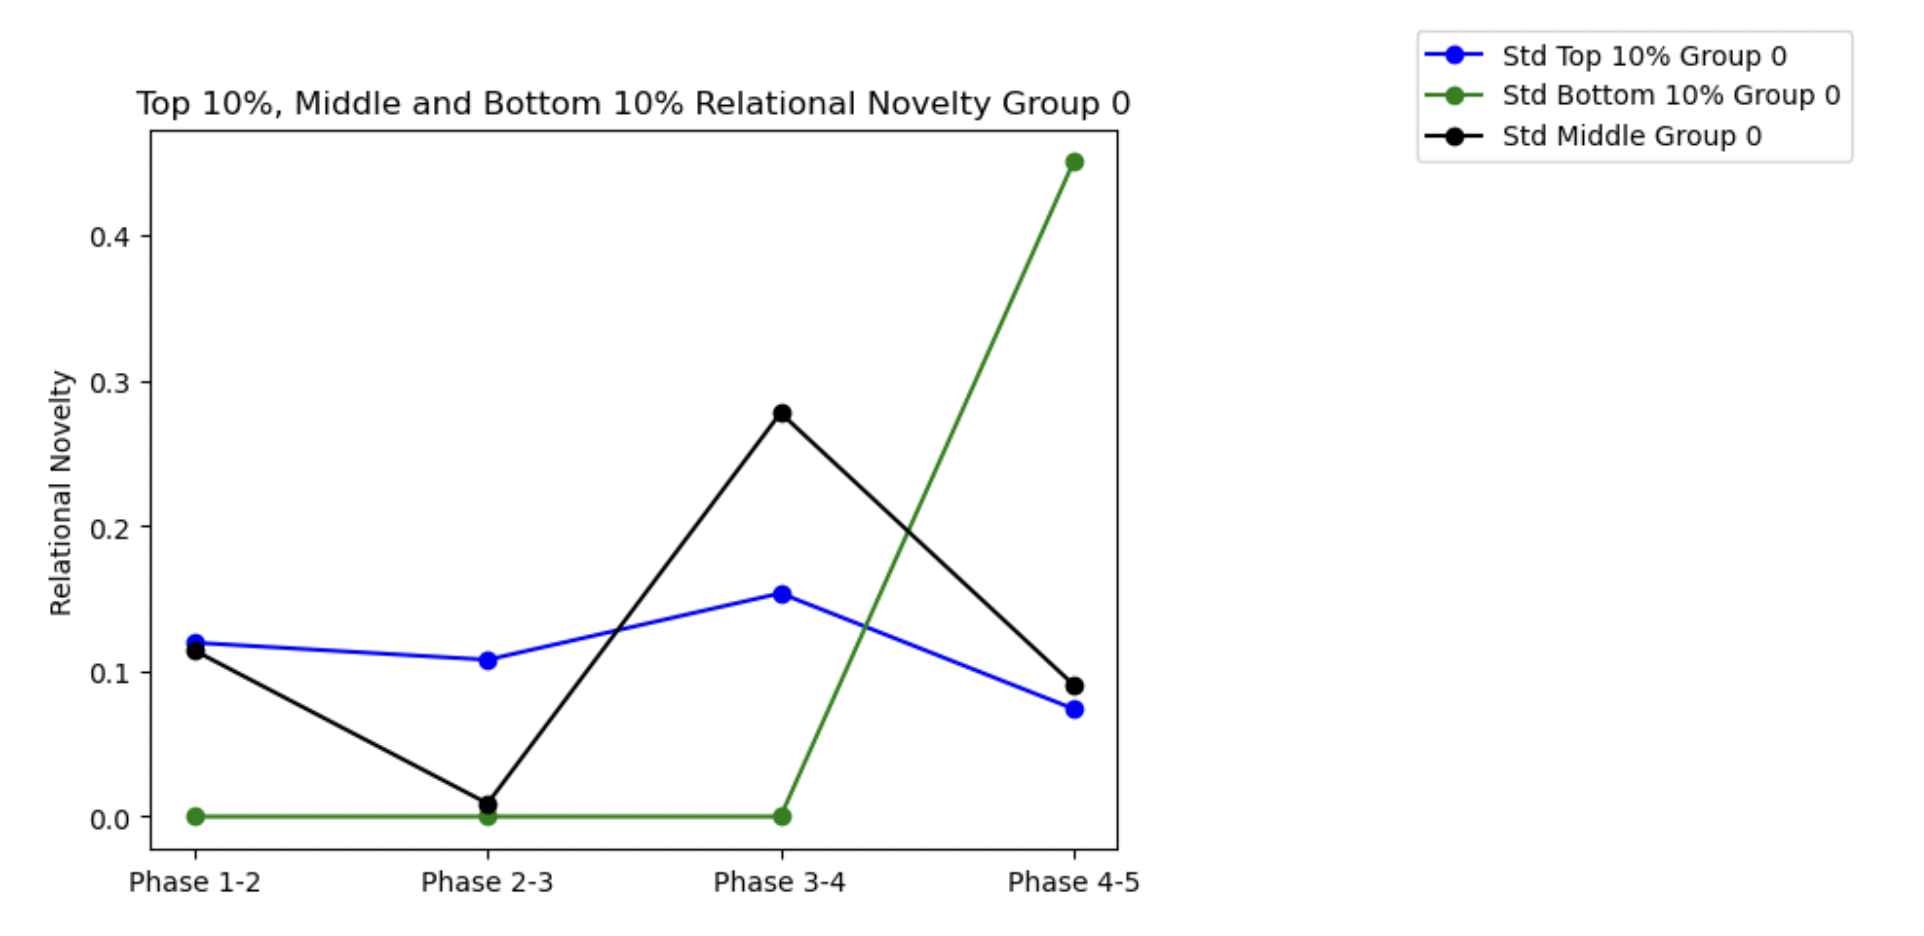 Std Top 10% Group 0
Std Bottom 10% Group 0
Std Middle Group 0
Top 10%, Middle and Bottom 10% Relational Novelty Group 0
Relational Novelty
0.4
0.3
0.2
0.1
0.0
Phase 1-2 Phase 2-3 Phase 3-4 Phase 4-5